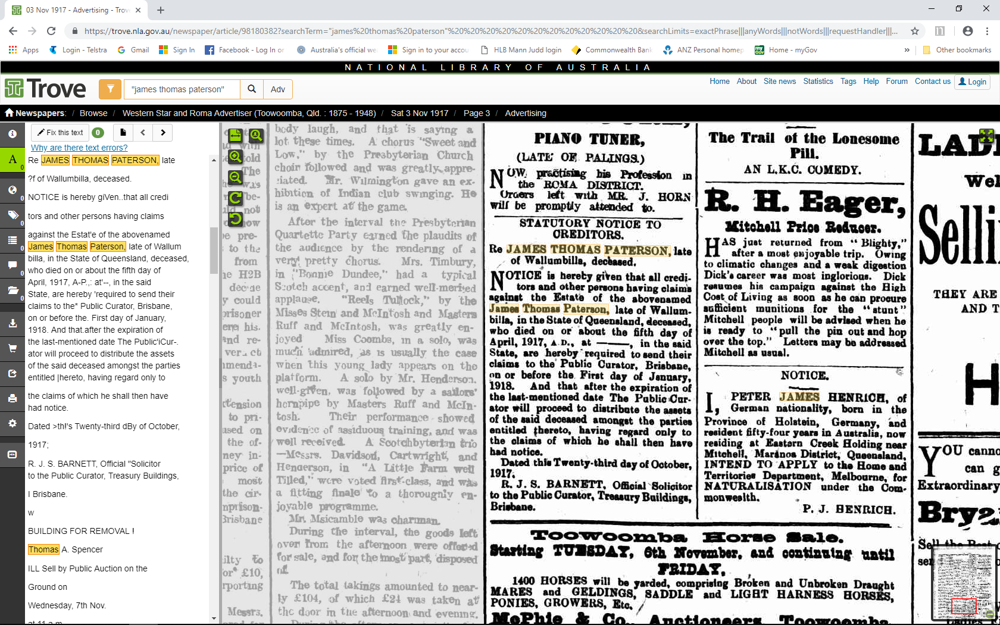 03 Nov 1917 - Advertising - Trov
https://trove.nla.gov.au/newspaper/article/98180382?searchTerm="james%20thomas%20paterson"%20%20%20%20%20%20%20%20%20%20%20%20&searchLimits=exactPhrase|||anyWords|||notWords|||requestHandler|||...
Apps Login - Telstra Gmail Sign In Facebook - Log In or Australia's official we Sign in to your accou HLB Mann Judd login Commonwealth Bank ANZ Personal homep Home - myGov » Other bookmarks
NATIONAL LIBRARY OF AUSTRALIA
Trove "james thomas paterson" Adv
Home About Site news Statistics Tags Help Forum Contact us Login
Newspapers: / Browse / Western Star and Roma Advertiser (Toowoomba, Qld. : 1875 - 1948) / Sat 3 Nov 1917 / Page 3 / Advertising
Fix this text 0
Why are there text errors?
Re JAMES THOMAS PATERSON, late
?f of Wallumbilla, deceased.
NOTICE is hereby giVen..that all credi
tors and other persons having claims
against the Estat'e of the abovenamed
James Thomas Paterson, late of Wallum
billa, in the State of Queensland, deceased,
who died on or about the fifth day of
April, 1917, A-P.,: at'--, in the said
State, are hereby 'required to send their
claims to the* Public Curator, Brisbane,
on or before the. First day of January,
1918. And that.after the expiration of
the last-mentioned date The Public'iCur-.
ator will proceed to distribute the assets
of the said deceased amongst the parties
entitled |hereto, having regard only to
the claims of which he shall then have
had notice.
Dated >th!'s Twenty-third dBy of October,
1917;
R. J. S. BARNETT, Official "Solicitor
to the Public Curator, Treasury Buildings,
I Brisbane.
w
BUILDING FOR REMOVAL !
Thomas A. Spencer
ILL Sell by Public Auction on the
Ground on
Wednesday, 7th Nov.
at 11 a.m
body laugh, and that is saying a
lot these times. A chorus "Sweet and
Low," by the Presbyterian Church
choir followed and was greatly appre-
ciated. Mr. Wilmington gave an ex-
hibition of Indian club swinging. He
is an expert at the game.
After the interval the Presbyterian
Quartette Party earned the plaudits of
the audience by the rendering of a
very pretty chorus. Mrs. Timbury,
in "Bonnie Dundee," had a typical
Scotch accent, and earned well-merited
applause. "Reels Tullock," by the
Misses Stein and McIntosh and Masters
Ruff and McIntosh, was greatly en-
joyed Miss Coombs, in a solo, was
much admired, as is usually the case
when this young lady appears on the
platform. A solo by Mr. Henderson,
well-given, was followed by a sailors'
hornpipe by Masters Ruff and McIn-
tosh. Their performance showed
evidence of assiduous training, and was
well received. A Scotchbyterian trio
—Messrs. Davidson, Cartwright, and
Henderson, in "A Little Farm well
Tilled," were voted first-class, and was
a fitting finale to a thoroughly en-
joyable programme.
Mr. Msicamble was chairman.
During the interval, the goods left
over from the afternoon were offered
for sale, and for the most part, disposed
of.
The total takings amounted to near-
ly £104, of which £24 was taken at
the door in the afternoon and evening.
PIANO TUNER,
(LATE OF PALINGS.)
NOW practising his Profession in
the ROMA DISTRICT.
Orders left with MR. J. HORN
will be promptly attended to.
STATUTORY NOTICE TO
CREDITORS.
Re JAMES THOMAS PATERSON, late
of Wallumbilla, deceased.
NOTICE is hereby given that all credi-
tors and other persons having claims
against the Estate of the abovenamed
James Thomas Paterson, late of Wallum-
billa, in the State of Queensland, deceased,
who died on or about the fifth day of
April, 1917, A.D., at ———, in the said
State, are hereby required to send their
claims to the Public Curator, Brisbane,
on or before the First day of January,
1918. And that after the expiration of
the last-mentioned date The Public Cur-
ator will proceed to distribute the assets
of the said deceased amongst the parties
entitled thereto, having regard only to
the claims of which he shall then have
had notice.
Dated this Twenty-third day of October,
1917.
R. J. S. BARNETT, Official Solicitor
to the Public Curator, Treasury Buildings,
Brisbane.
The Trail of the Lonesome
Pill.
AN L.K.C. COMEDY.
R. H. Eager,
Mitchell Price Reducer.
HAS just returned from "Blighty,"
after a most enjoyable trip. Owing
to climatic changes and a weak digestion
Dick's career was most inglorious. Dick
resumes his campaign against the High
Cost of Living as soon as he can procure
sufficient munitions for the "stunt"
Mitchell people will be advised when he
is ready to "pull the pin out and hop
over the top." Letters may be addressed
Mitchell as usual.
NOTICE.
I, PETER JAMES HENRICH, of
German nationality, born in the
Province of Holstein, Germany, and
resident fifty-four years in Australia, now
residing at Eastern Creek Holding near
Mitchell, Maranoa District, Queensland,
INTEND TO APPLY to the Home and
Territories Department, Melbourne, for
NATURALISATION under the Com-
monwealth.
P. J. HENRICH.
Toowoomba Horse Sale.
Starting TUESDAY, 6th November, and continuing until
FRIDAY,
1400 HORSES will be yarded, comprising Broken and Unbroken Draught
MARES and GELDINGS, SADDLE and LIGHT HARNESS HORSES,
PONIES, GROWERS, Etc.
McPhie & Co., Auctioneers, Toowoomba.
LAD
Wel
Selli
THEY ARE
AND T
H
YOU canno
can g
Extraordinary
Brya
Sell the Best